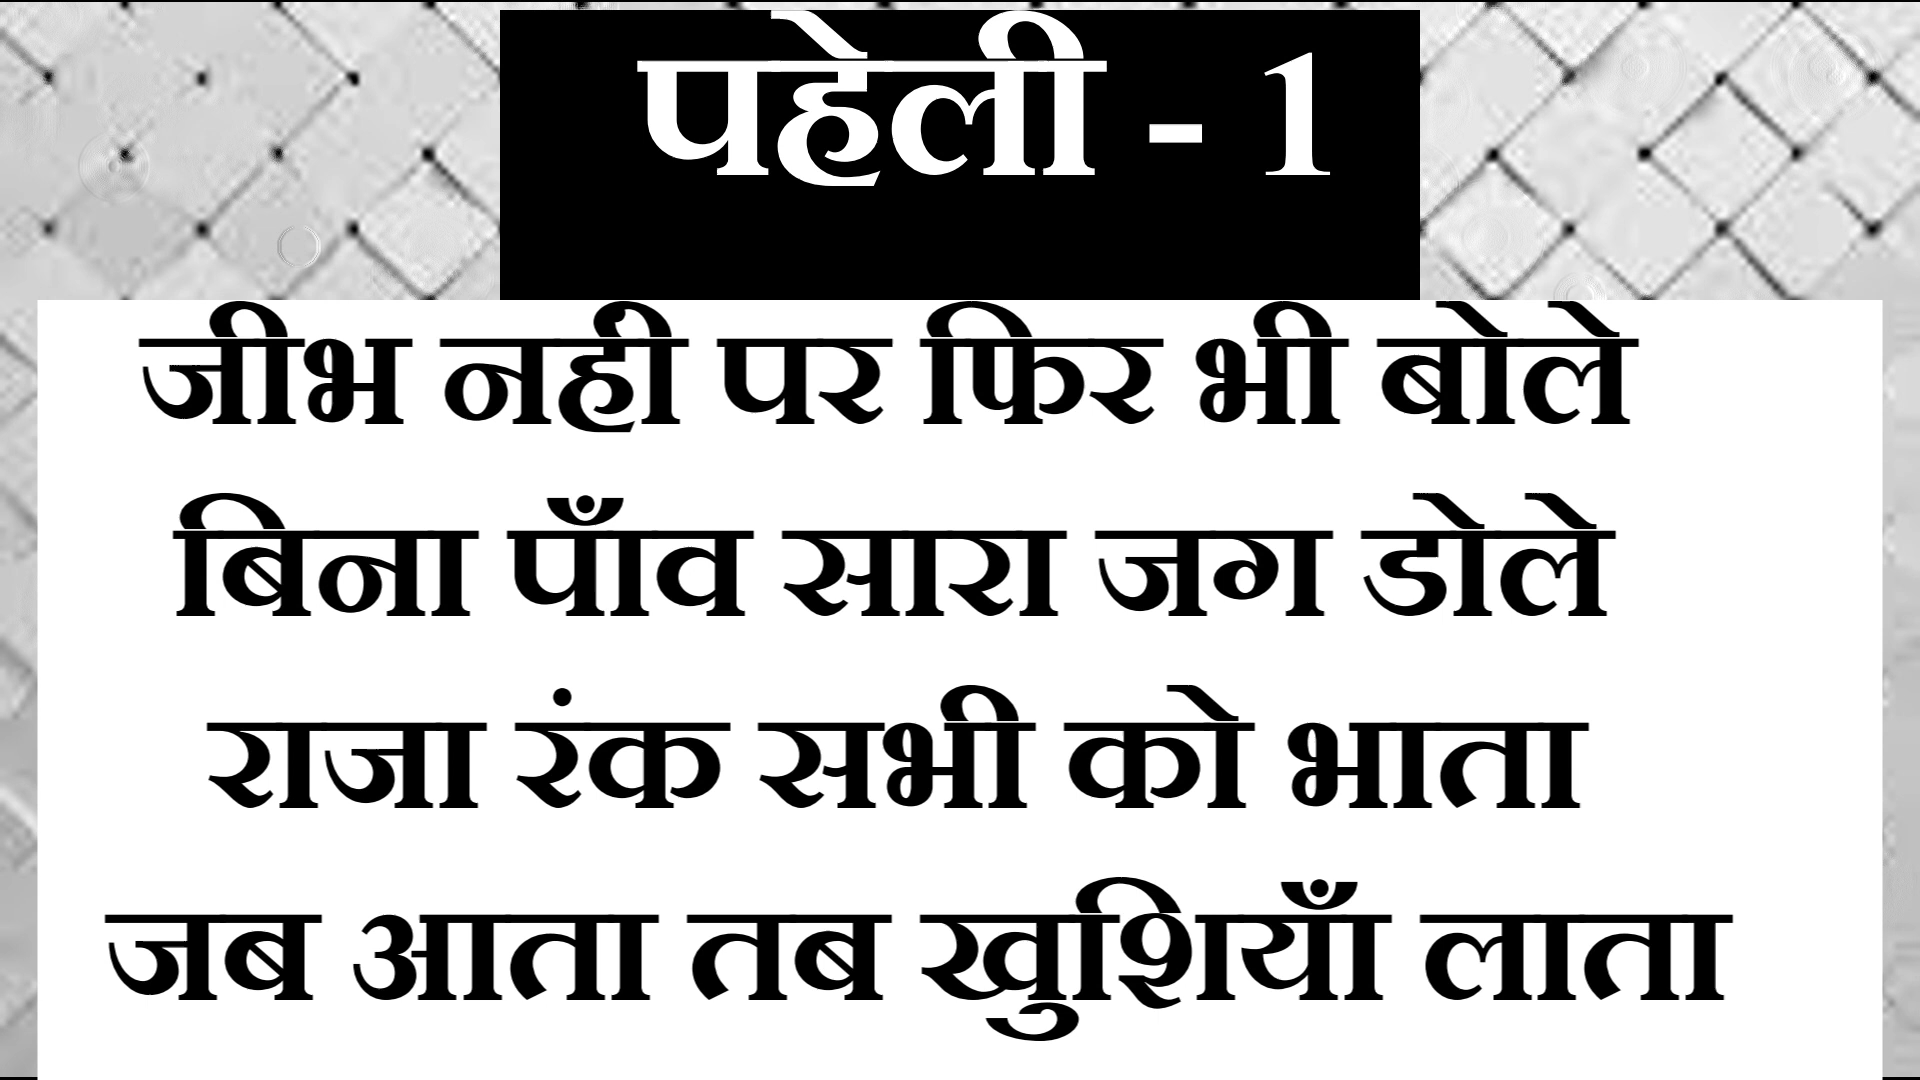 पहेली - 1
जीभ नही पर फिर भी बोले
बिना पाँव सारा जग डोले
राजा रंक सभी को भाता
जब आता तब खुशियाँ लाता